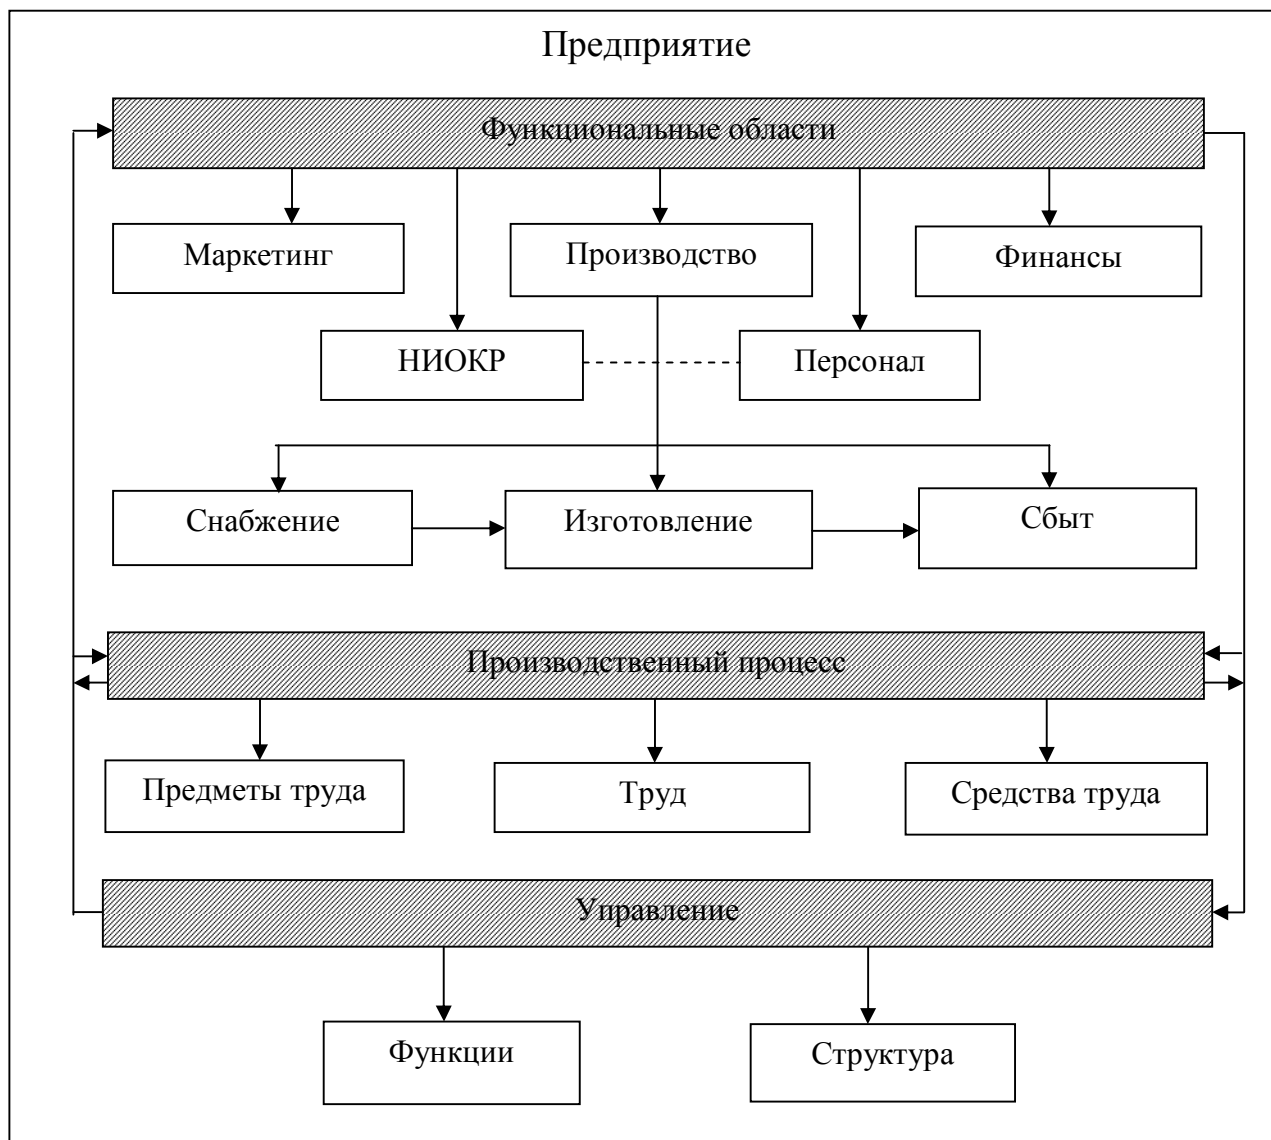 Предприятие
Функциональные области
Маркетинг
Производство
Финансы
НИОКР
Персонал
Снабжение
Изготовление
Сбыт
Производственный процесс
Предметы труда
Труд
Средства труда
Управление
Функции
Структура